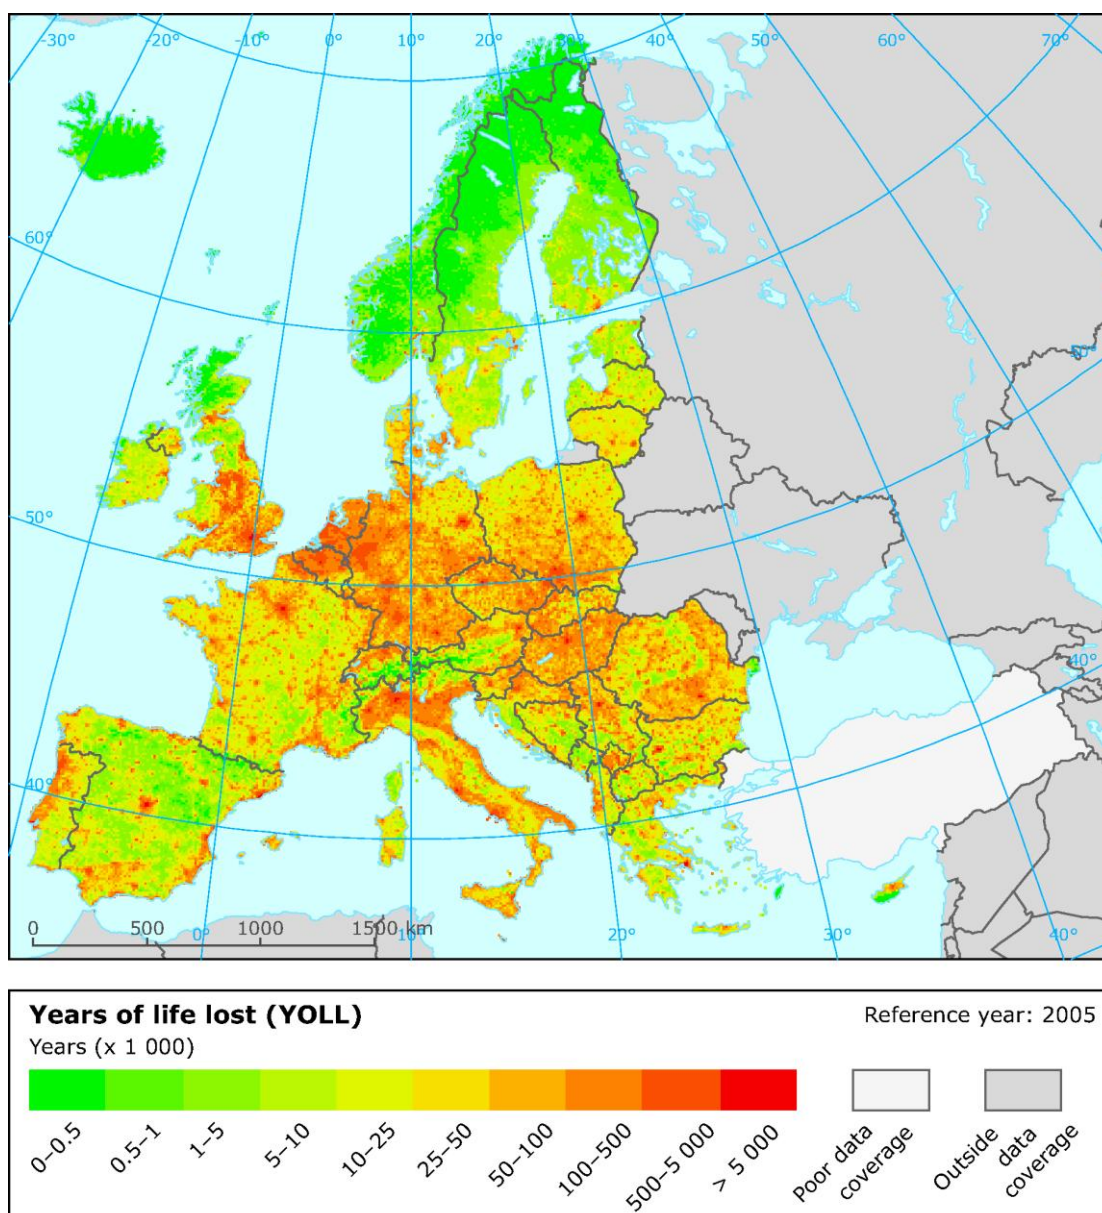 -30° -20° -10° 0° 10° 20° 30° 40° 50° 60° 70°
60°
50°
50°
40°
40°
0 500 1000 1500 km
0° 10° 20° 30° 40°
Years of life lost (YOLL)
Reference year: 2005
Years (x 1 000)
0–0.5
0.5–1
1–5
5–10
10–25
25–50
50–100
100–500
500–5 000
> 5 000
Poor data
coverage
Outside
data
coverage